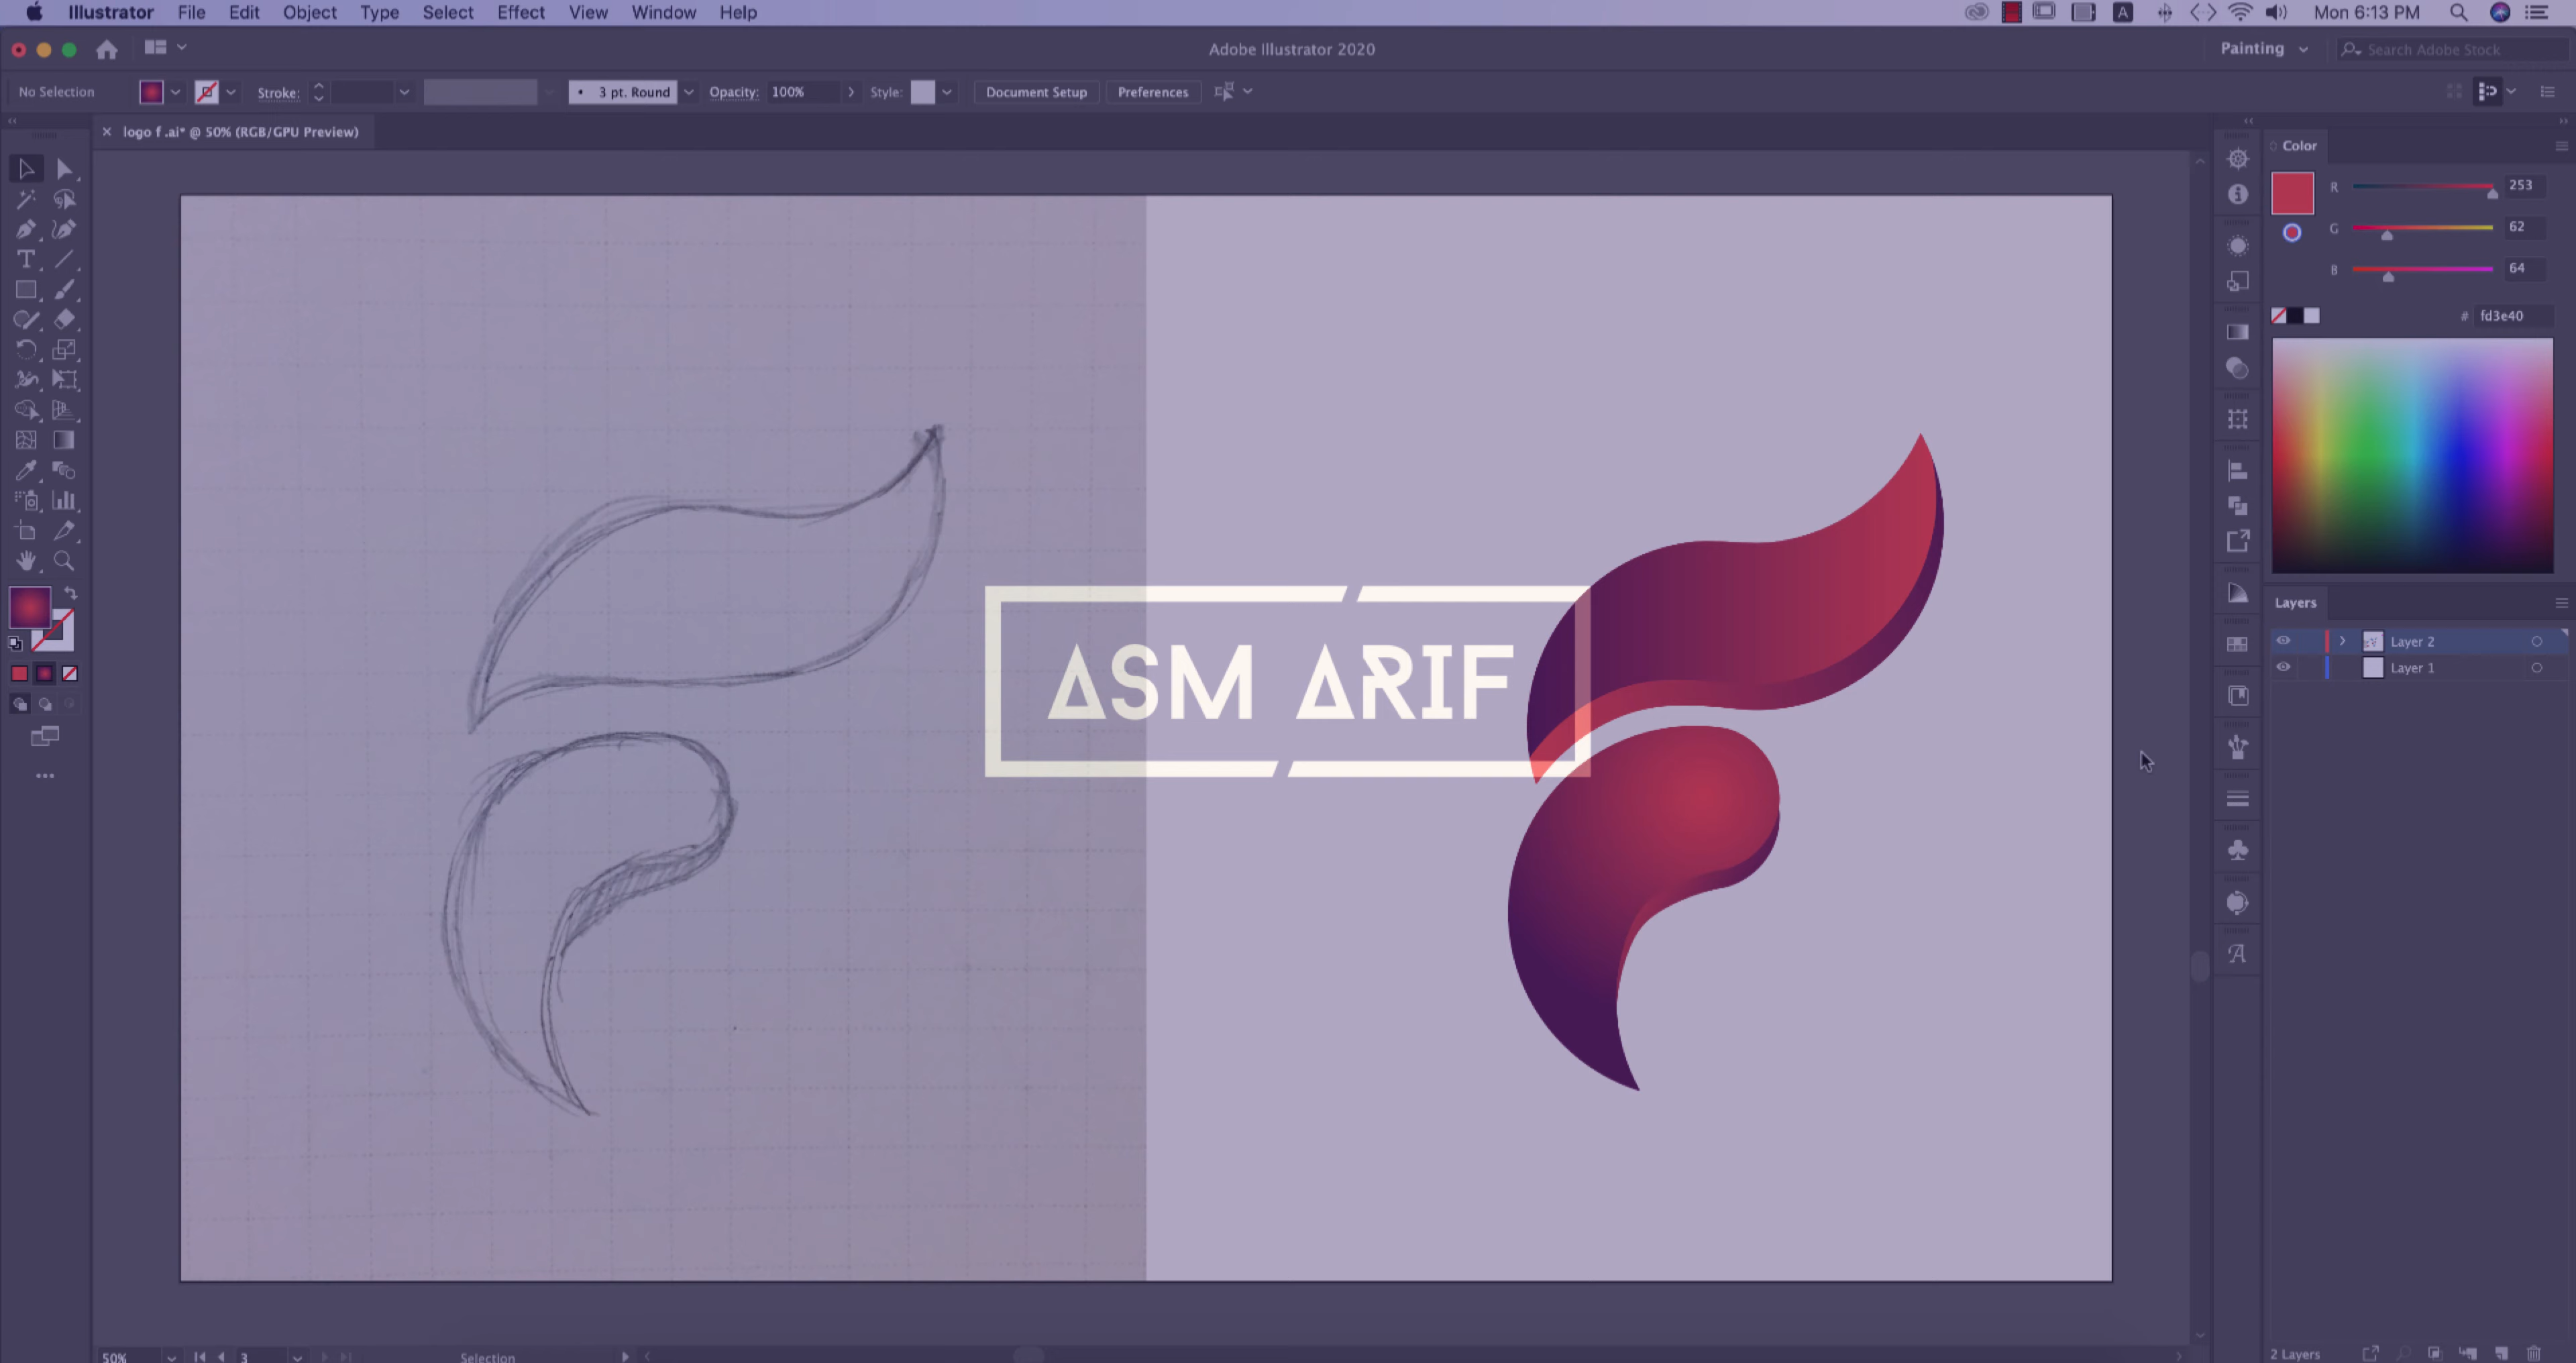 Illustrator File Edit Object Type Select Effect View Window Help
A Mon 6:13 PM
Adobe Illustrator 2020
Painting
Search Adobe Stock
No Selection
Stroke:
3 pt. Round
Opacity: 100%
Style:
Document Setup
Preferences
logo f .ai* @ 50% (RGB/GPU Preview)
Color
R 253
G 62
B 64
# fd3e40
ASM ARIF
Layers
Layer 2
Layer 1
50%
3
Selection
2 Layers